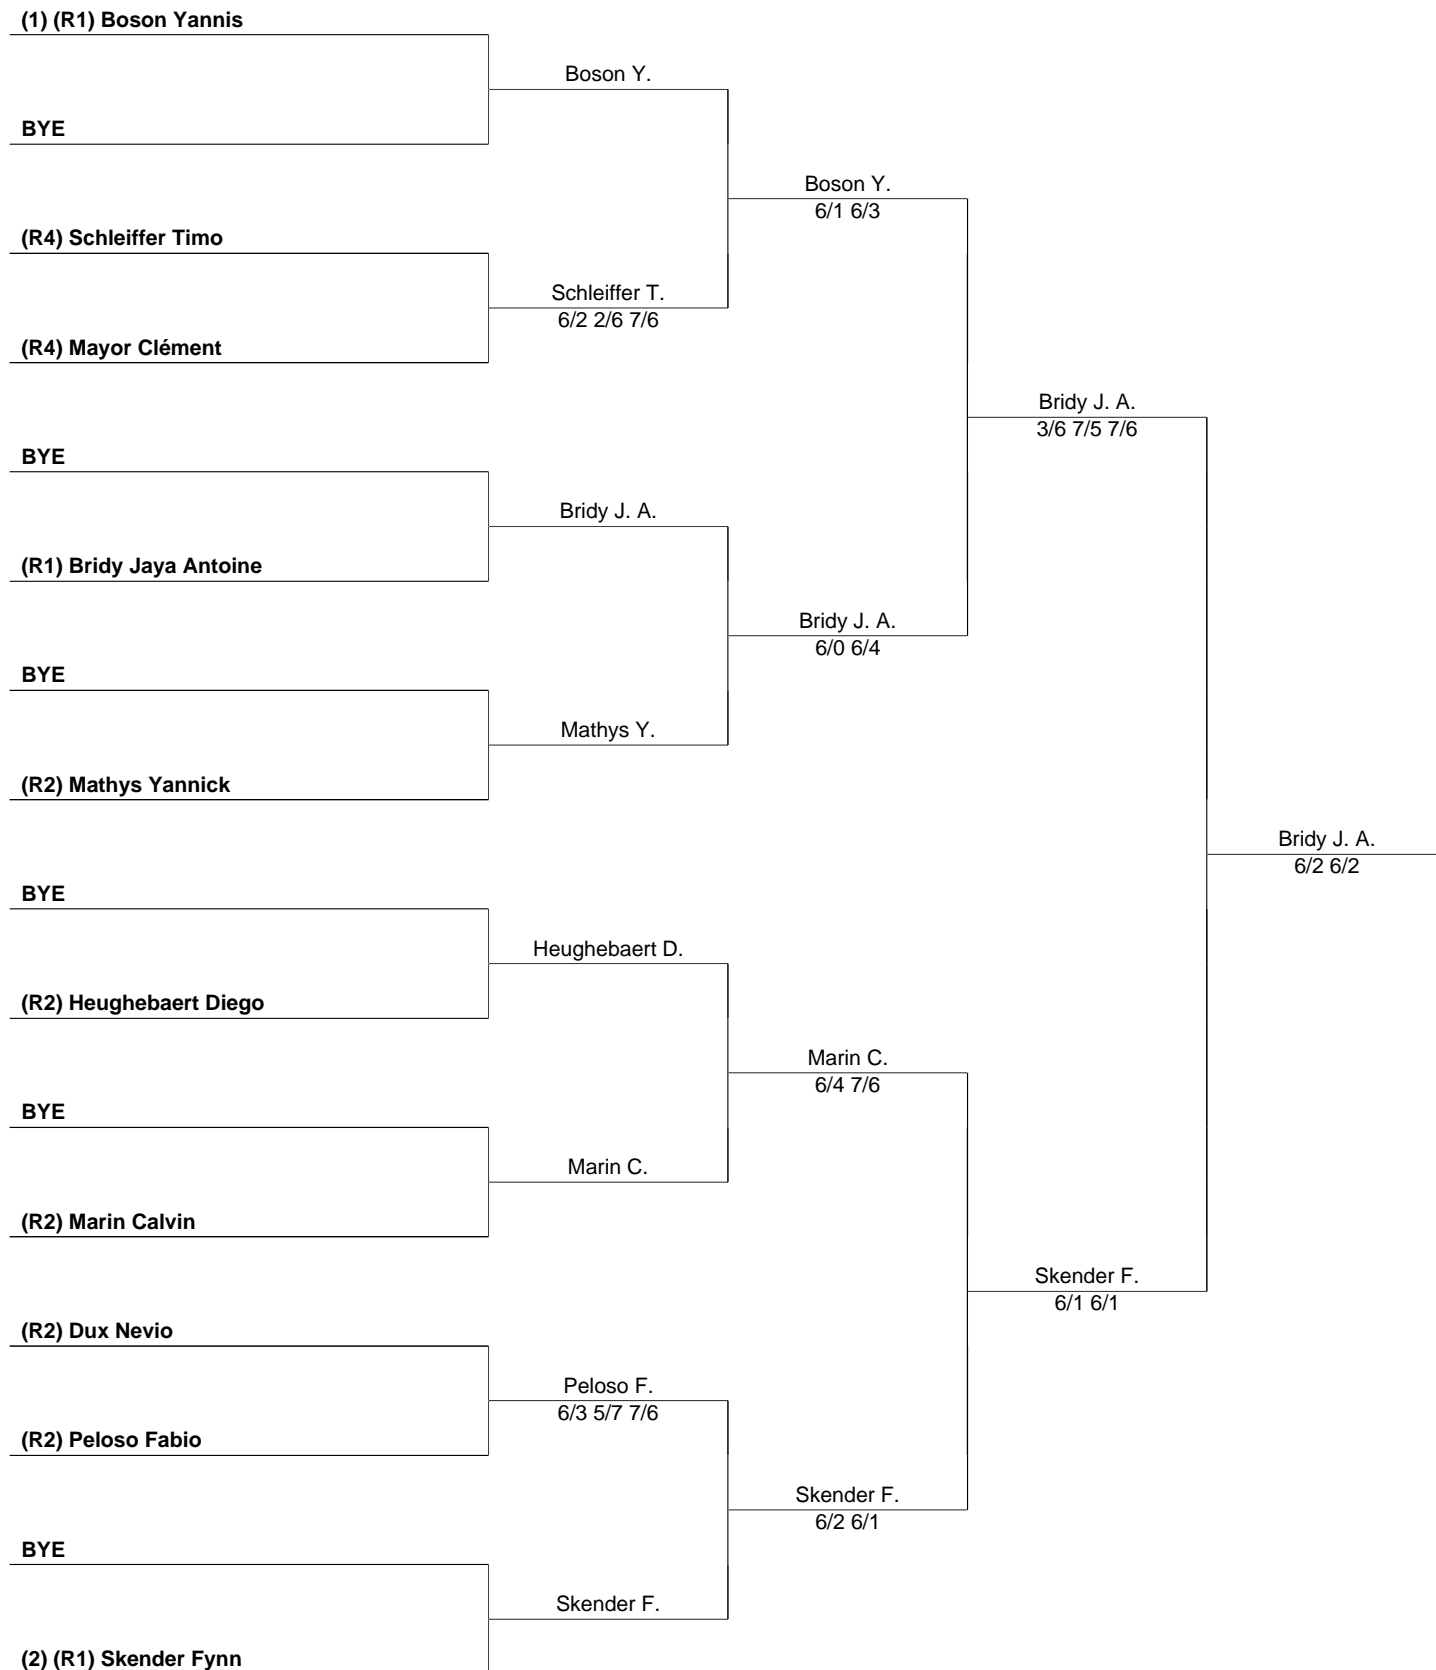 (1) (R1) Boson Yannis
Boson Y.
BYE
Boson Y.
6/1 6/3
(R4) Schleiffer Timo
Schleiffer T.
6/2 2/6 7/6
(R4) Mayor Clément
Bridy J. A.
3/6 7/5 7/6
BYE
Bridy J. A.
(R1) Bridy Jaya Antoine
Bridy J. A.
6/0 6/4
BYE
Mathys Y.
(R2) Mathys Yannick
Bridy J. A.
6/2 6/2
BYE
Heughebaert D.
(R2) Heughebaert Diego
Marin C.
6/4 7/6
BYE
Marin C.
(R2) Marin Calvin
Skender F.
6/1 6/1
(R2) Dux Nevio
Peloso F.
6/3 5/7 7/6
(R2) Peloso Fabio
Skender F.
6/2 6/1
BYE
Skender F.
(2) (R1) Skender Fynn